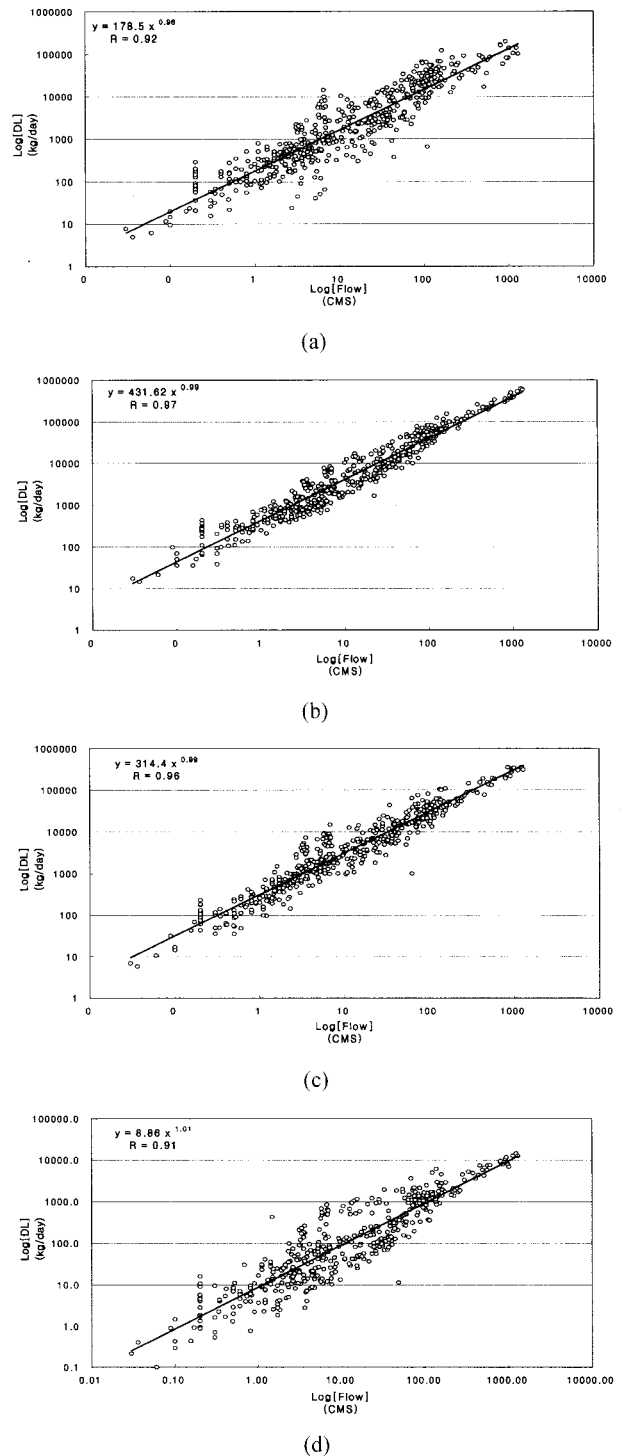 y = 178.5 x 0.96
R = 0.92
1000000
100000
10000
1000
100
10
1
Log[DL]
(kg/day)
0 0 1 10 100 1000 10000
Log[Flow]
(CMS)
(a)
y = 431.62 x 0.99
R = 0.97
1000000
100000
10000
1000
100
10
1
Log[DL]
(kg/day)
0 0 1 10 100 1000 10000
Log[Flow]
(CMS)
(b)
y = 314.4 x 0.99
R = 0.96
1000000
100000
10000
1000
100
10
1
Log[DL]
(kg/day)
0 0 1 10 100 1000 10000
Log[Flow]
(CMS)
(c)
y = 8.86 x 1.01
R = 0.91
100000.0
10000.0
1000.0
100.0
10.0
1.0
0.1
Log[DL]
(kg/day)
0.01 0.10 1.00 10.00 100.00 1000.00 10000.00
Log[Flow]
(CMS)
(d)